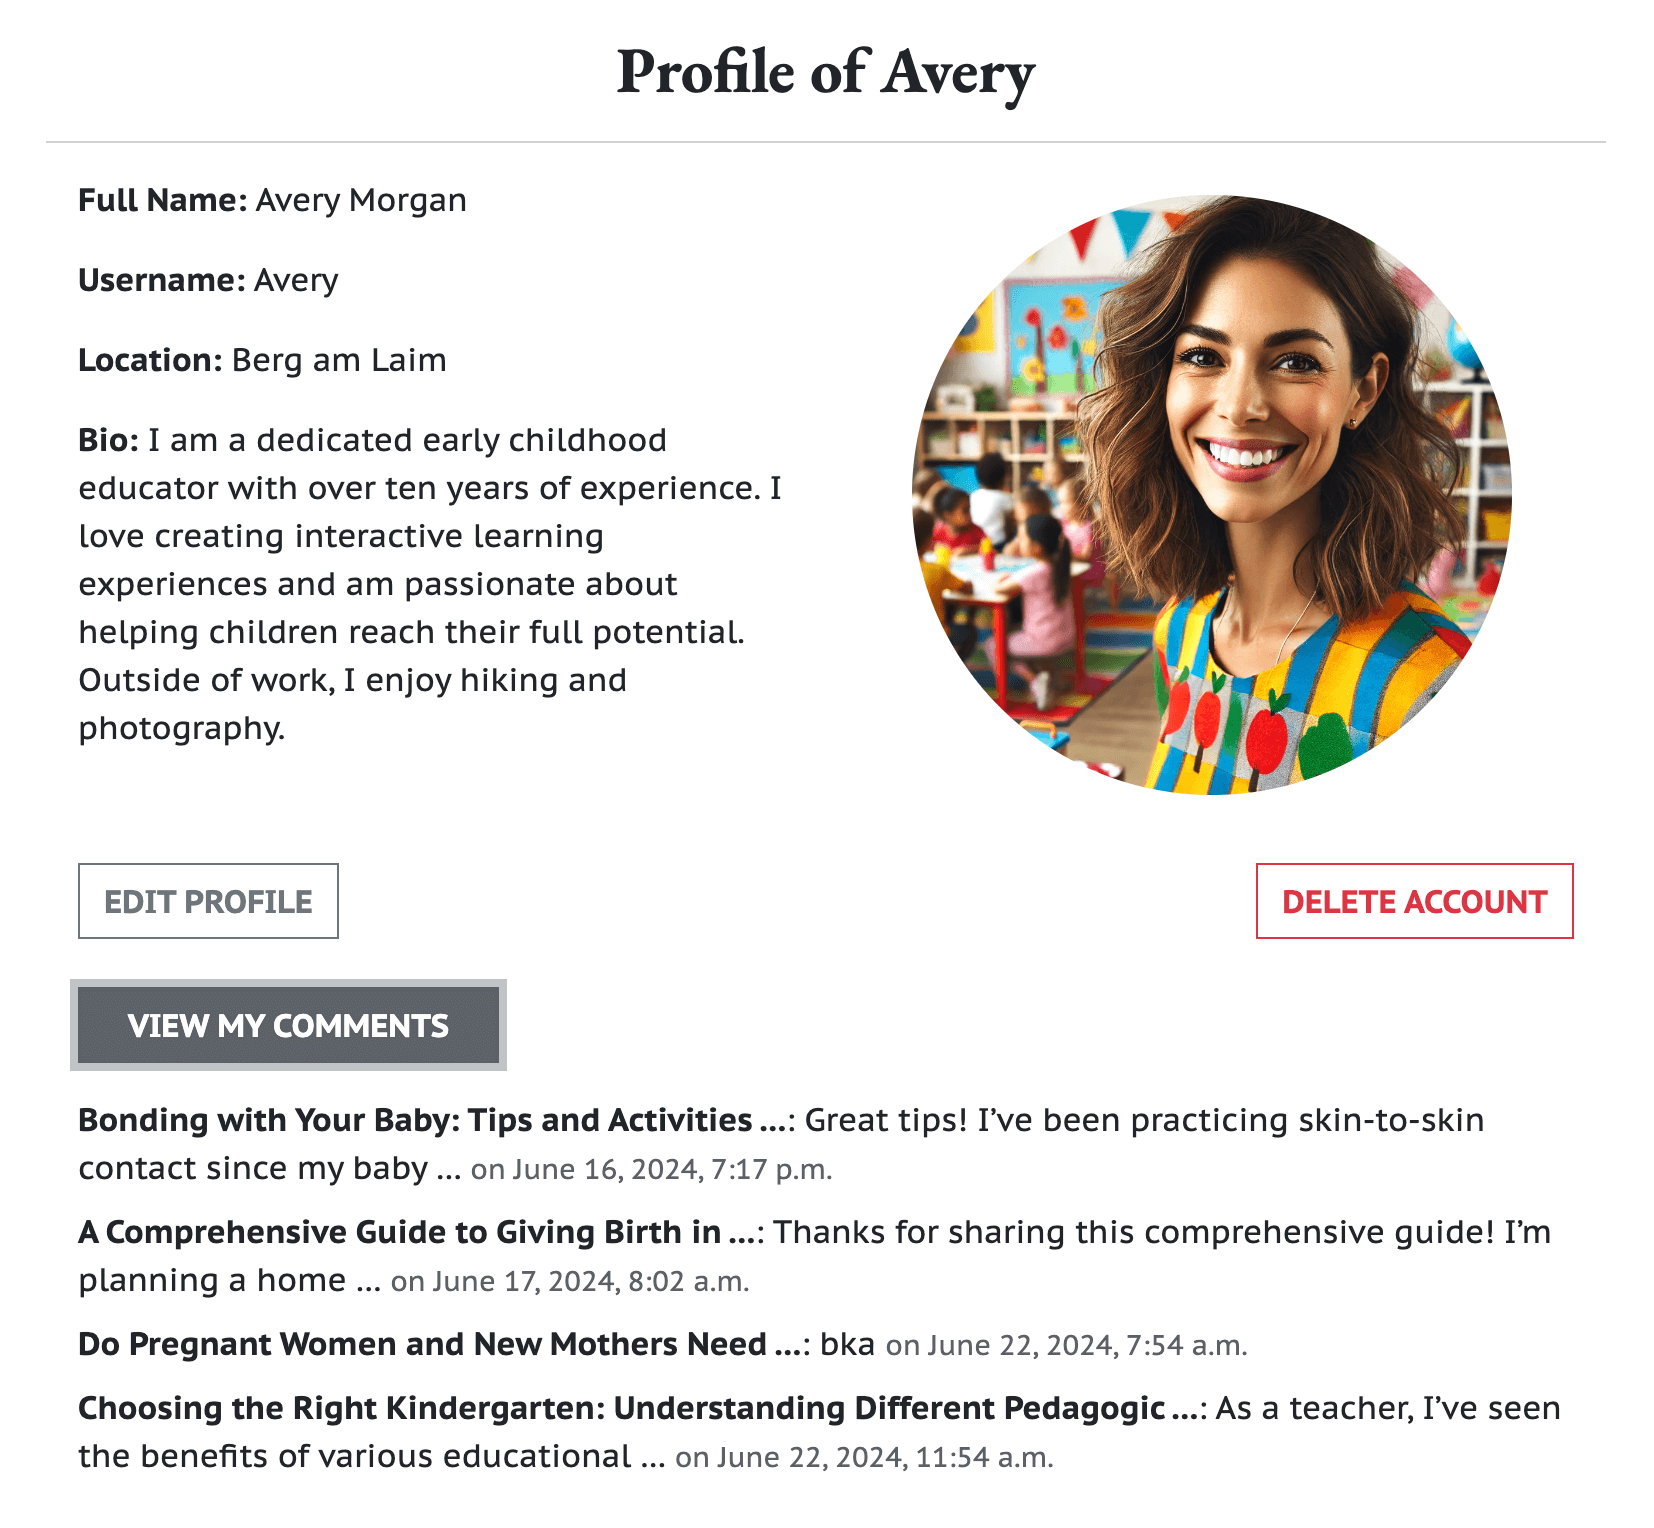 Profile of Avery
Full Name: Avery Morgan
Username: Avery
Location: Berg am Laim
Bio: I am a dedicated early childhood
educator with over ten years of experience. I
love creating interactive learning
experiences and am passionate about
helping children reach their full potential.
Outside of work, I enjoy hiking and
photography.
EDIT PROFILE
DELETE ACCOUNT
VIEW MY COMMENTS
Bonding with Your Baby: Tips and Activities …: Great tips! I’ve been practicing skin-to-skin
contact since my baby … on June 16, 2024, 7:17 p.m.
A Comprehensive Guide to Giving Birth in …: Thanks for sharing this comprehensive guide! I’m
planning a home … on June 17, 2024, 8:02 a.m.
Do Pregnant Women and New Mothers Need …: bka on June 22, 2024, 7:54 a.m.
Choosing the Right Kindergarten: Understanding Different Pedagogic…: As a teacher, I’ve seen
the benefits of various educational … on June 22, 2024, 11:54 a.m.